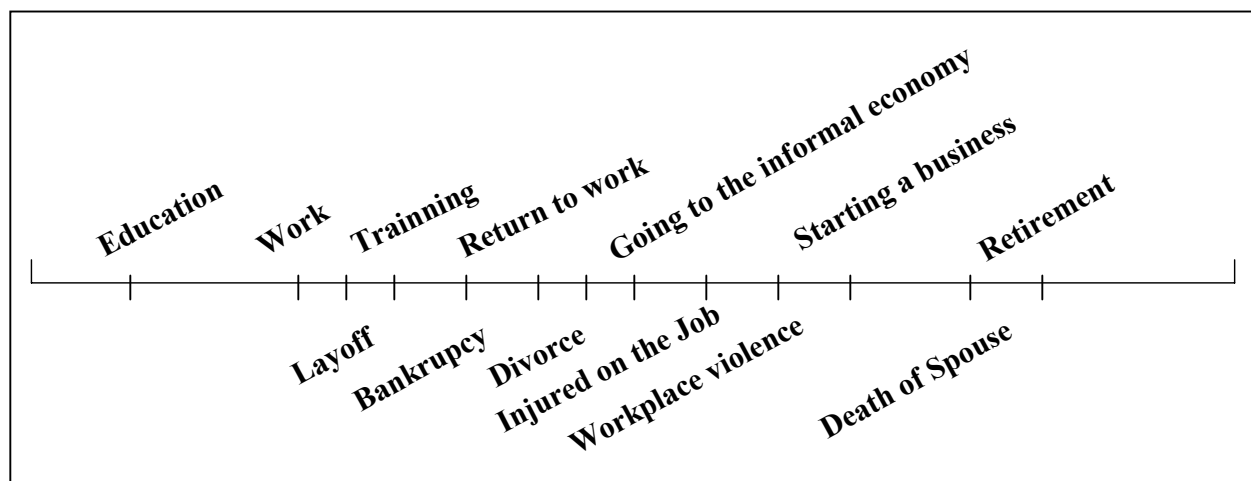 Education
Work
Trainning
Return to work
Going to the informal economy
Starting a business
Retirement
Layoff
Bankrupcy
Divorce
Injured on the Job
Workplace violence
Death of Spouse